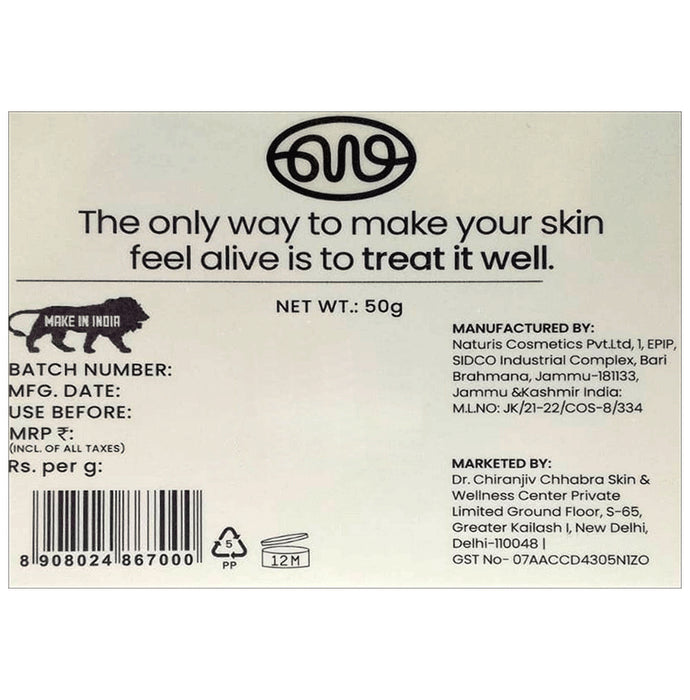 The only way to make your skin
feel alive is to treat it well.
NET WT.: 50g
MAKE IN INDIA
BATCH NUMBER:
MFG. DATE:
USE BEFORE:
MRP ₹:
(INCL. OF ALL TAXES)
Rs. per g:
8 908024 867000
5
PP
12M
MANUFACTURED BY:
Naturis Cosmetics Pvt.Ltd, 1, EPIP,
SIDCO Industrial Complex, Bari
Brahmana, Jammu-181133,
Jammu &Kashmir India:
M.L.NO: JK/21-22/COS-8/334
MARKETED BY:
Dr. Chiranjiv Chhabra Skin &
Wellness Center Private
Limited Ground Floor, S-65,
Greater Kailash I, New Delhi,
Delhi-110048 |
GST No- 07AACCD4305N1ZO